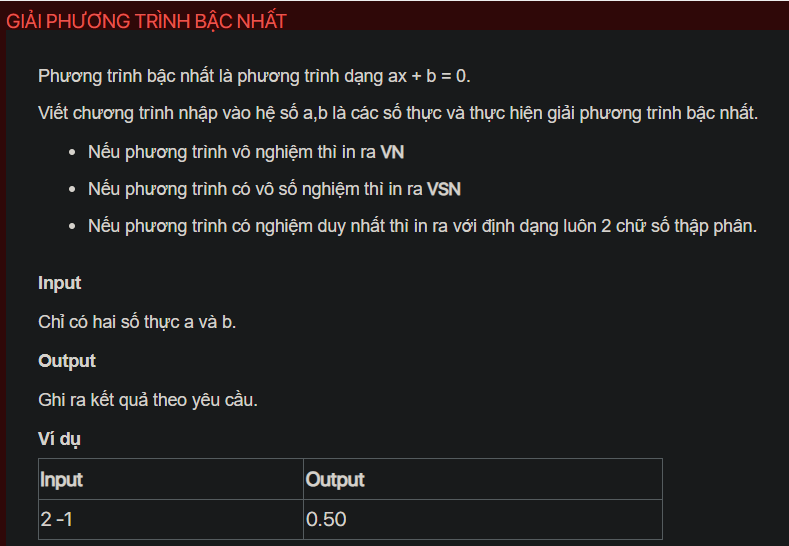 GIẢI PHƯƠNG TRÌNH BẬC NHẤT
Phương trình bậc nhất là phương trình dạng ax + b = 0.
Viết chương trình nhập vào hệ số a,b là các số thực và thực hiện giải phương trình bậc nhất.
• Nếu phương trình vô nghiệm thì in ra VN
• Nếu phương trình có vô số nghiệm thì in ra VSN
• Nếu phương trình có nghiệm duy nhất thì in ra với định dạng luôn 2 chữ số thập phân.
Input
Chỉ có hai số thực a và b.
Output
Ghi ra kết quả theo yêu cầu.
Ví dụ
Input Output
2 -1 0.50